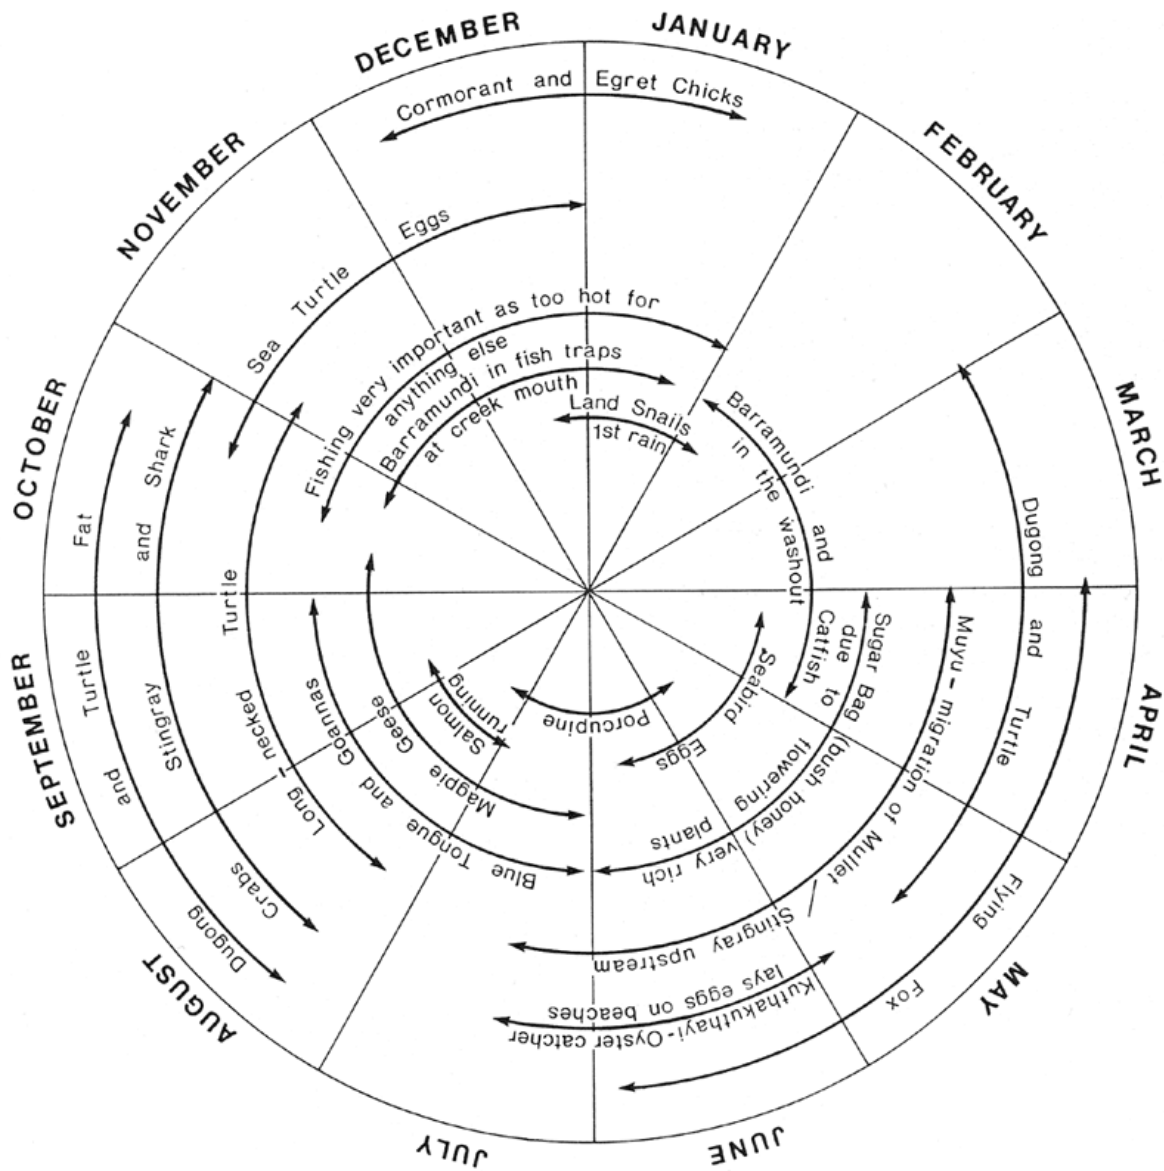 JANUARY
FEBRUARY
MARCH
APRIL
MAY
JUNE
JULY
AUGUST
SEPTEMBER
OCTOBER
NOVEMBER
DECEMBER
Cormorant and Egret Chicks
Sea Turtle Eggs
Fishing very important as too hot for
anything else
Barramundi in fish traps
at creek mouth
Land Snails
1st rain
Barramundi and Catfish
in the washout
Dugong and Turtle
Flying Fox
Muyu - migration of Mullet / Stingray upstream
Sugar Bag (bush honey) very rich
due to flowering plants
Seabird Eggs
Porcupine
Kuthakuthayi - Oyster catcher
lays eggs on beaches
Salmon
running
Magpie Geese
Blue Tongue and Goannas
Long - necked Turtle
Crabs Stingray and Shark
Dugong and Turtle Fat